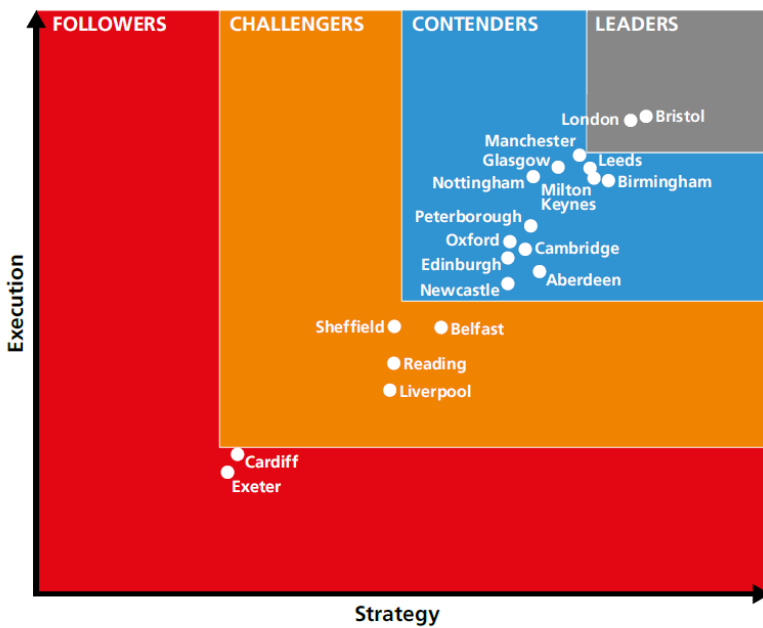 FOLLOWERS
CHALLENGERS
CONTENDERS
LEADERS
London
Bristol
Manchester
Glasgow
Leeds
Nottingham
Milton
Keynes
Birmingham
Peterborough
Oxford
Cambridge
Edinburgh
Aberdeen
Newcastle
Sheffield
Belfast
Reading
Liverpool
Cardiff
Exeter
Execution
Strategy